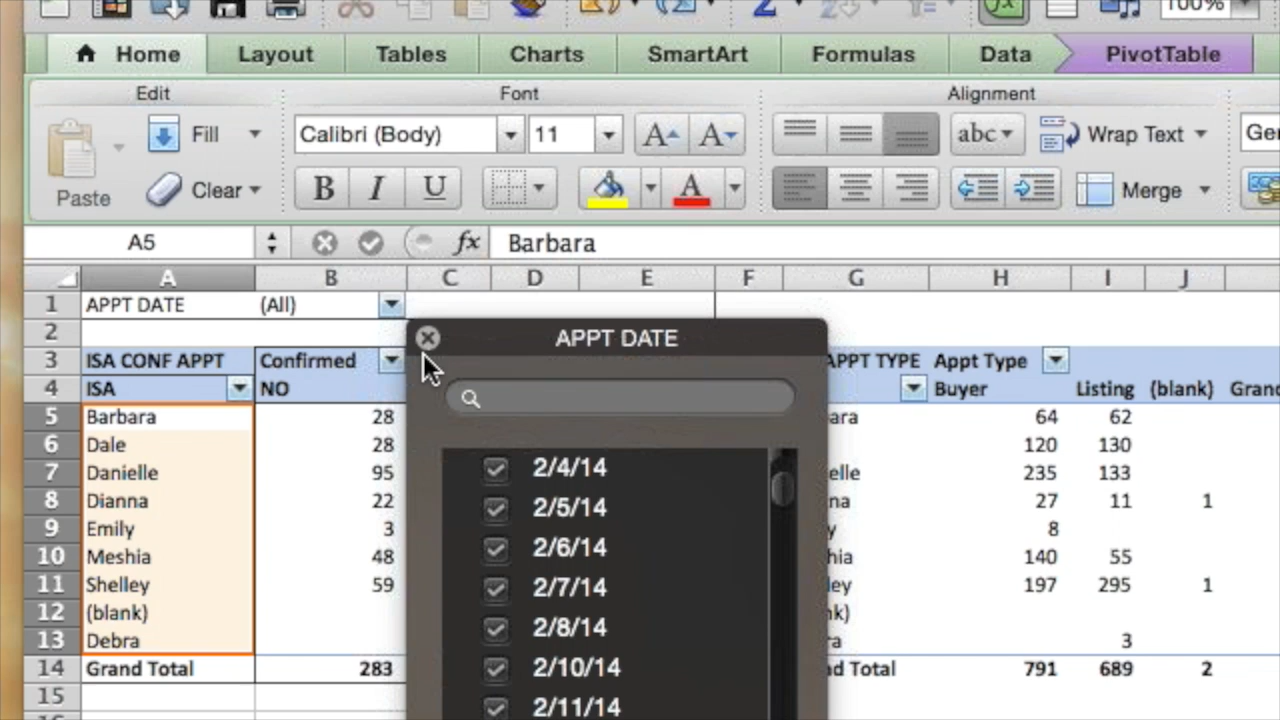 100%
Home Layout Tables Charts SmartArt Formulas Data PivotTable
Edit Font Alignment
Fill Calibri (Body) 11 A A abc Wrap Text
Paste Clear B I U A Merge
A5 fx Barbara
A B C D E F G H I J
1 APPT DATE (All)
2
APPT DATE
3 ISA CONF APPT Confirmed APPT TYPE Appt Type
4 ISA NO Buyer Listing (blank)
5 Barbara 28 64 62
6 Dale 28 120 130
7 Danielle 95 235 133
8 Dianna 22 27 11 1
9 Emily 3 8
10 Meshia 48 140 55
11 Shelley 59 197 295 1
12 (blank)
13 Debra 3
14 Grand Total 283 Total 791 689 2
15
2/4/14
2/5/14
2/6/14
2/7/14
2/8/14
2/10/14
2/11/14